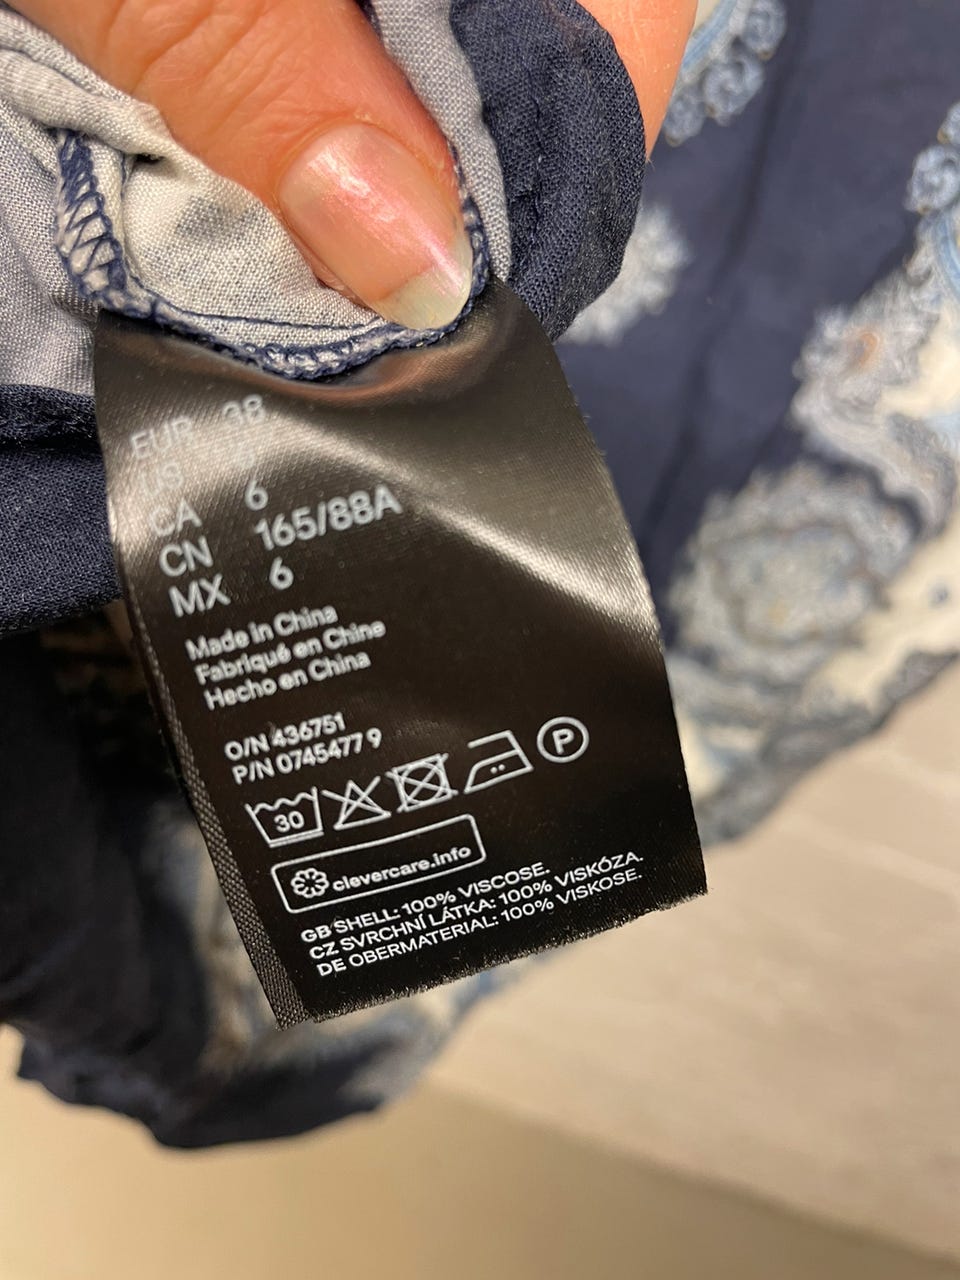 EUR 38
US
CA 6
CN 165/88A
MX 6
Made in China
Fabriqué en Chine
Hecho en China
O/N 436751
P/N 0745477 9
30
P
clevercare.info
GB SHELL: 100% VISCOSE.
CZ SVRCHNÍ LÁTKA: 100% VISKÓZA.
DE OBERMATERIAL: 100% VISKOSE.